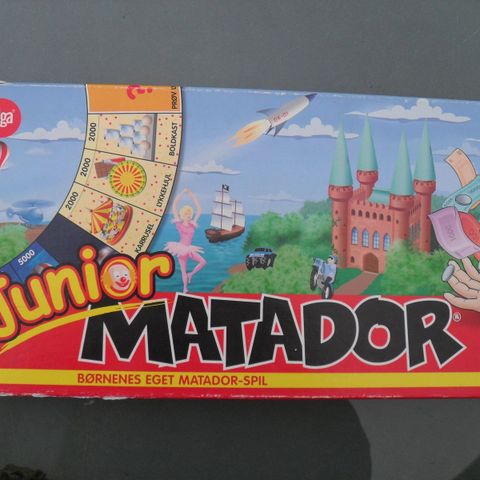 2000
BOLDKAST
2000
LYKKEHJUL
2000
KARRUSEL
5000
Junior
MATADOR®
BØRNENES EGET MATADOR-SPIL